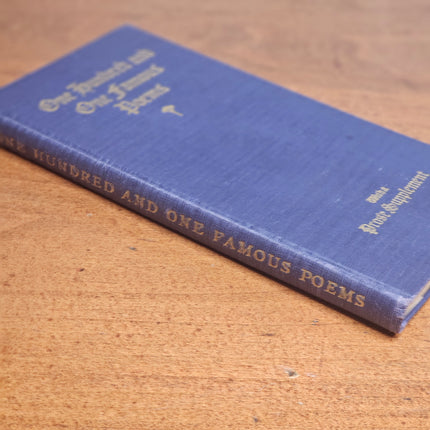 One Hundred and
One Famous
Poems
With a
Prose Supplement
ONE HUNDRED AND ONE FAMOUS POEMS